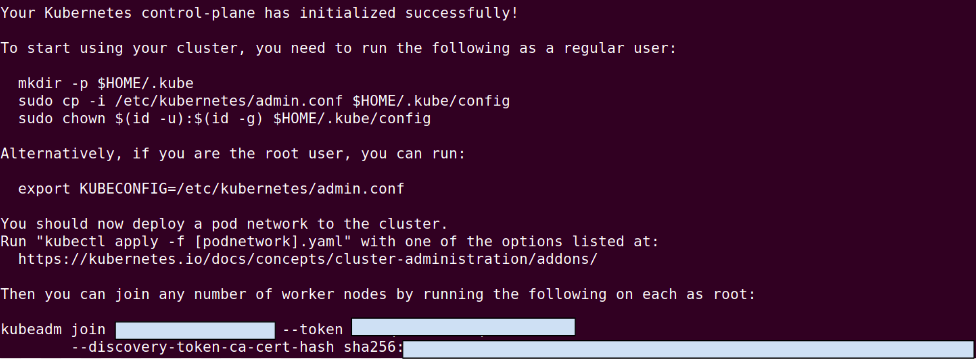 Your Kubernetes control-plane has initialized successfully!
To start using your cluster, you need to run the following as a regular user:
mkdir -p $HOME/.kube
sudo cp -i /etc/kubernetes/admin.conf $HOME/.kube/config
sudo chown $(id -u):$(id -g) $HOME/.kube/config
Alternatively, if you are the root user, you can run:
export KUBECONFIG=/etc/kubernetes/admin.conf
You should now deploy a pod network to the cluster.
Run "kubectl apply -f [podnetwork].yaml" with one of the options listed at:
https://kubernetes.io/docs/concepts/cluster-administration/addons/
Then you can join any number of worker nodes by running the following on each as root:
kubeadm join --token
--discovery-token-ca-cert-hash sha256: